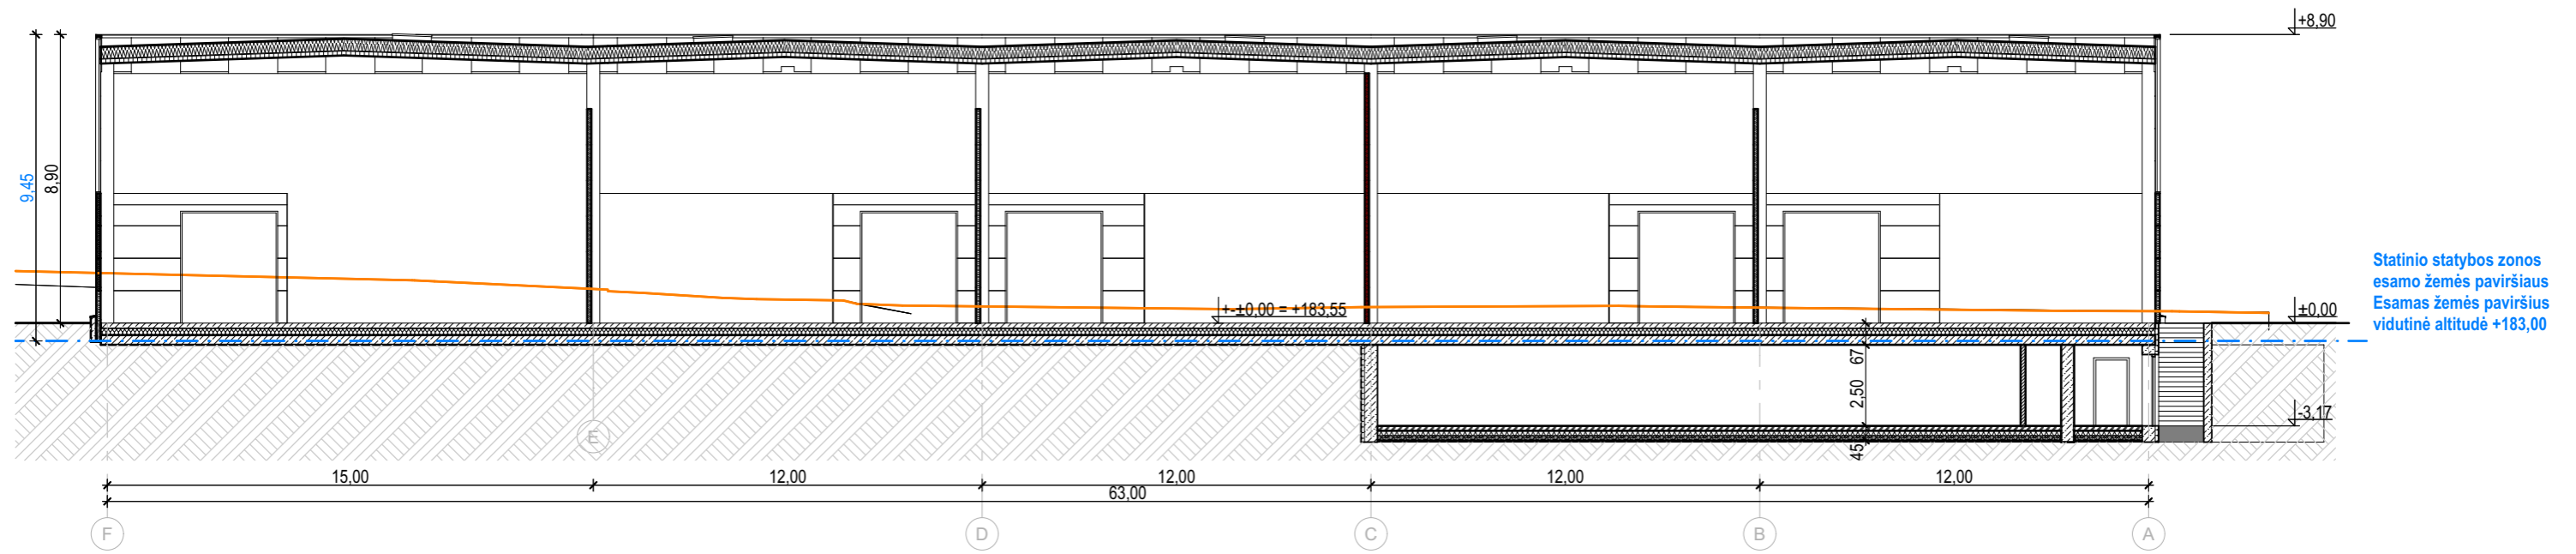 +8,90
9,45
8,90
Statinio statybos zonos
esamo žemės paviršiaus
Esamas žemės paviršius
vidutinė altitudė +183,00
+-±0,00 = +183,55
±0,00
67
2,50
-3,17
45
E
15,00
12,00
12,00
12,00
12,00
63,00
F
D
C
B
A